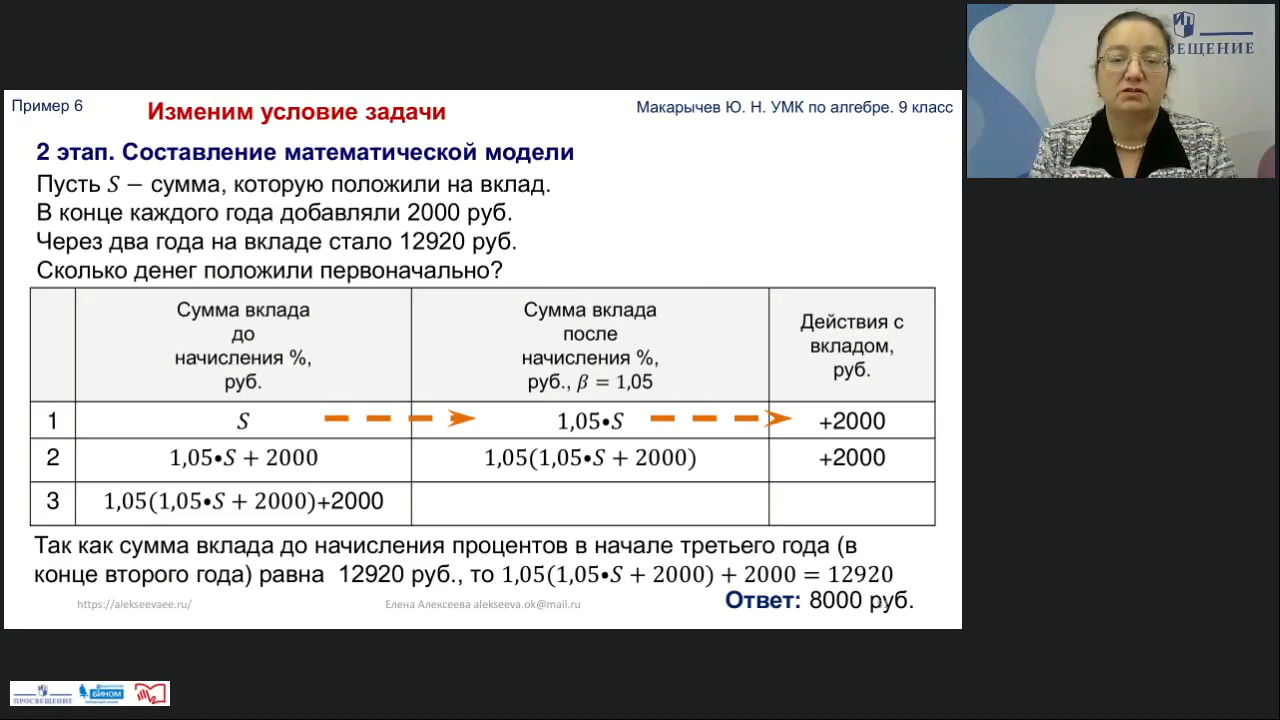 Пример 6
Изменим условие задачи
Макарычев Ю. Н. УМК по алгебре. 9 класс
2 этап. Составление математической модели
Пусть S − сумма, которую положили на вклад.
В конце каждого года добавляли 2000 руб.
Через два года на вкладе стало 12920 руб.
Сколько денег положили первоначально?
Сумма вклада
до
начисления %,
руб.
Сумма вклада
после
начисления %,
руб., β = 1,05
Действия с
вкладом,
руб.
1
S
1,05•S
+2000
2
1,05•S + 2000
1,05(1,05•S + 2000)
+2000
3
1,05(1,05•S + 2000)+2000
Так как сумма вклада до начисления процентов в начале третьего года (в
конце второго года) равна 12920 руб., то 1,05(1,05•S + 2000) + 2000 = 12920
Ответ: 8000 руб.
https://alekseevaee.ru/
Елена Алексеева alekseeva.ok@mail.ru
ПРОСВЕЩЕНИЕ
БИНОМ
ВЕЩЕНИЕ